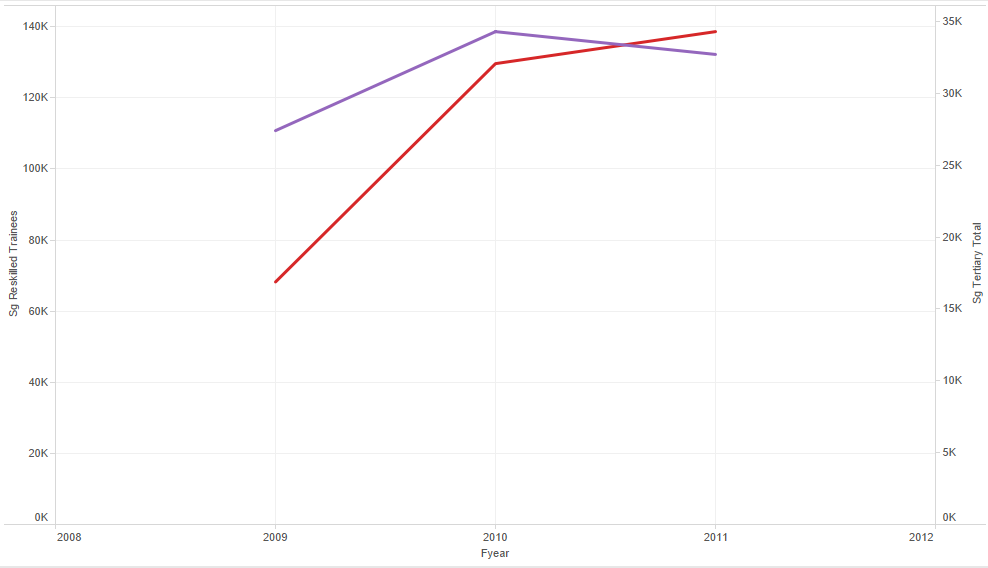 140K
120K
100K
80K
60K
40K
20K
0K
Sg Reskilled Trainees
35K
30K
25K
20K
15K
10K
5K
0K
Sg Tertiary Total
2008 2009 2010 2011 2012
Fyear